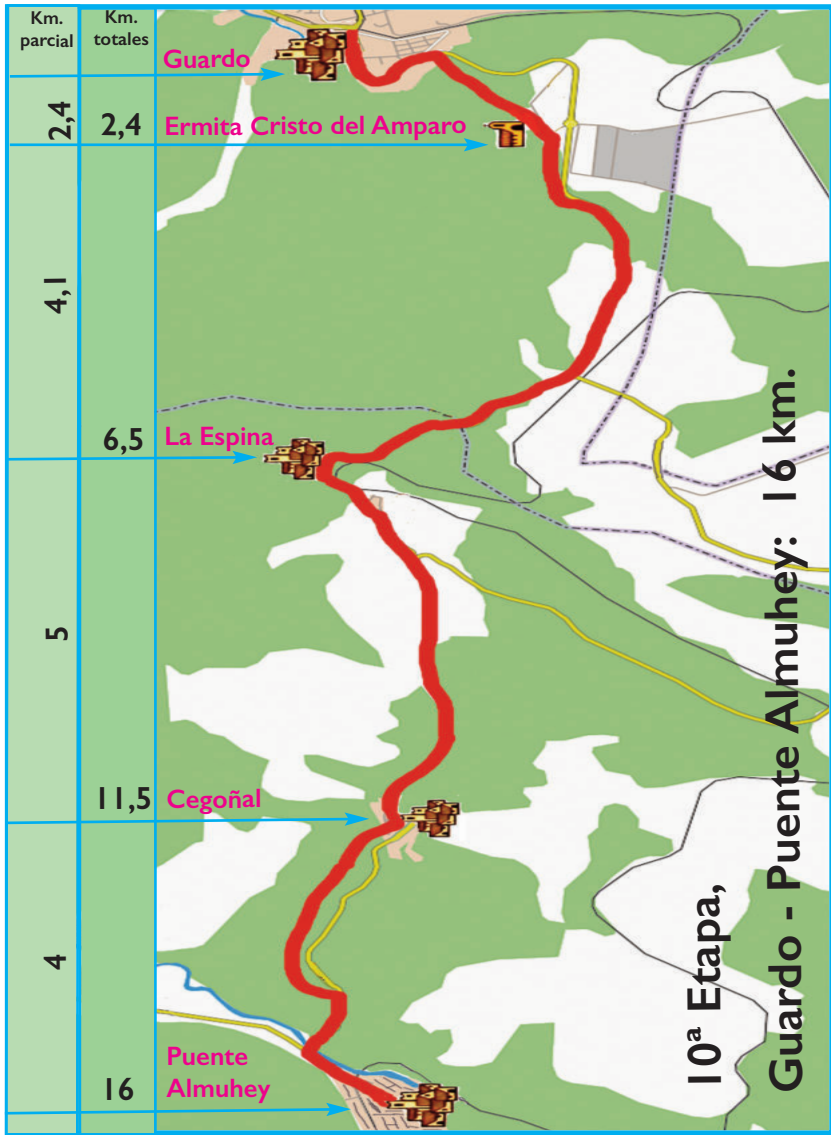 Km. parcial
Km. totales
Guardo
2,4
2,4
Ermita Cristo del Amparo
4,1
6,5
La Espina
5
11,5
Cegoñal
4
16
Puente
Almuhey
10ª Etapa,
Guardo - Puente Almuhey: 16 km.